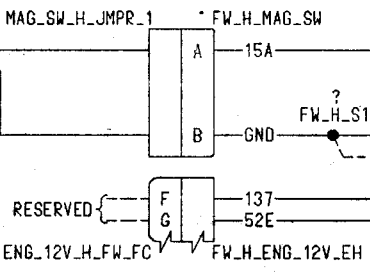 MAG_SW_H_JMPR_1 FW_H_MAG_SW
A 15A
?
FW_H_S1
B GND
F 137
RESERVED
G 52E
ENG_12V_H_FW_FC FW_H_ENG_12V_EH